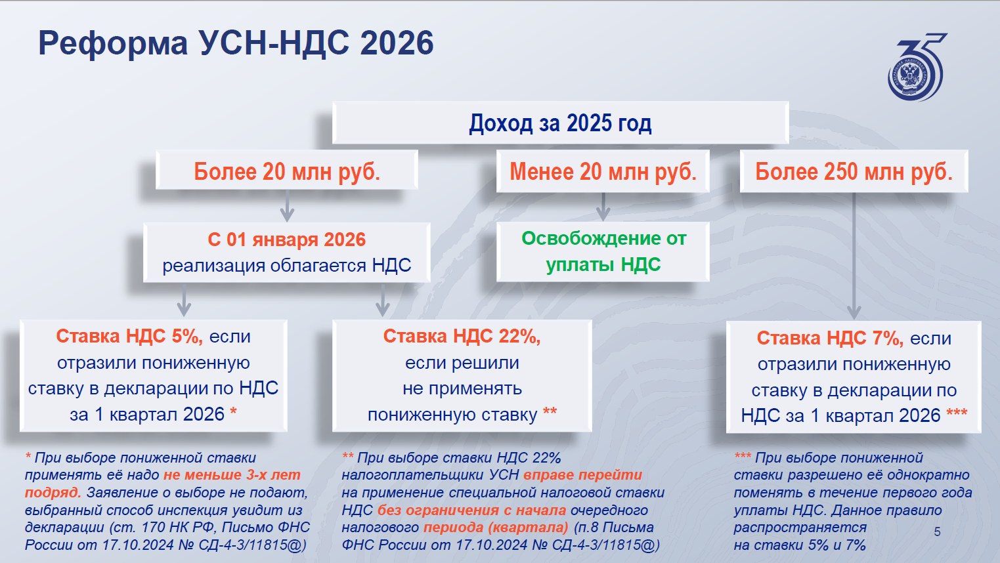 Реформа УСН-НДС 2026
Доход за 2025 год
Более 20 млн руб.
Менее 20 млн руб.
Более 250 млн руб.
С 01 января 2026
реализация облагается НДС
Освобождение от
уплаты НДС
Ставка НДС 5%, если
отразили пониженную
ставку в декларации по НДС
за 1 квартал 2026 *
Ставка НДС 22%,
если решили
не применять
пониженную ставку **
Ставка НДС 7%, если
отразили пониженную
ставку в декларации по
НДС за 1 квартал 2026 ***
* При выборе пониженной ставки
применять её надо не меньше 3-х лет
подряд. Заявление о выборе не подают,
выбранный способ инспекция увидит из
декларации (ст. 170 НК РФ, Письмо ФНС
России от 17.10.2024 № СД-4-3/11815@)
** При выборе ставки НДС 22%
налогоплательщики УСН вправе перейти
на применение специальной налоговой ставки
НДС без ограничения с начала очередного
налогового периода (квартала) (п.8 Письма
ФНС России от 17.10.2024 № СД-4-3/11815@)
*** При выборе пониженной
ставки разрешено её однократно
поменять в течение первого года
уплаты НДС. Данное правило
распространяется
на ставки 5% и 7%
5